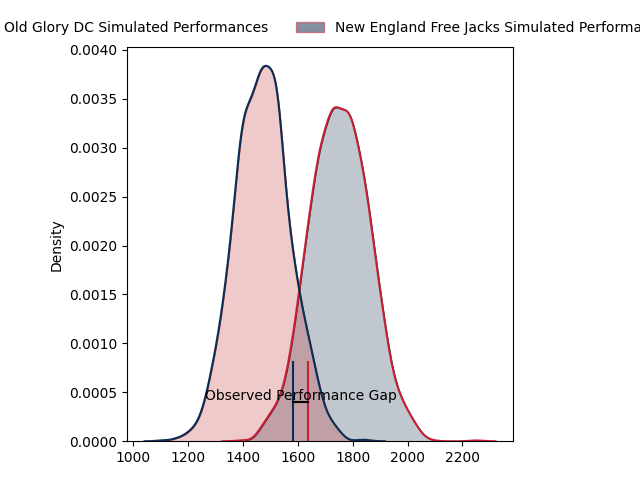 Old Glory DC Simulated Performances New England Free Jacks Simulated Performa
0.0040
0.0035
0.0030
0.0025
0.0020
0.0015
0.0010
0.0005
0.0000
Density
Observed Performance Gap
1000 1200 1400 1600 1800 2000 2200